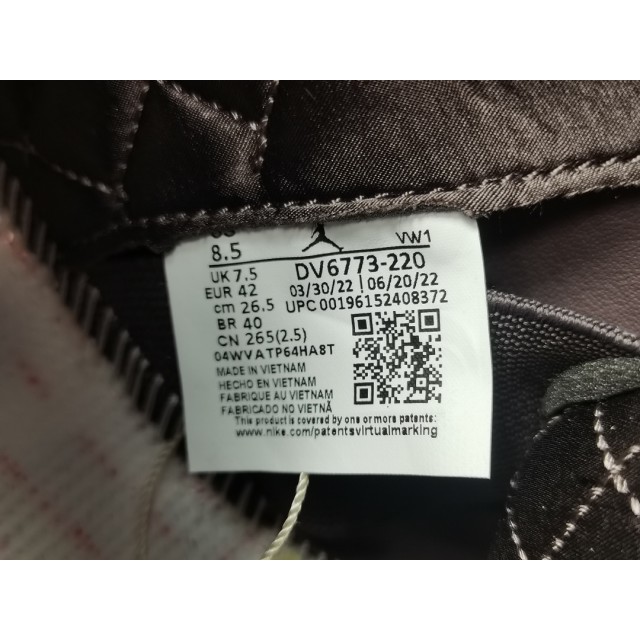 8.5 VW1
UK 7.5 DV6773-220
EUR 42 03/30/22 | 06/20/22
cm 26.5 UPC 00196152408372
BR 40
CN 265(2.5)
04WVATP64HA8T
MADE IN VIETNAM
HECHO EN VIETNAM
FABRIQUE AU VIETNAM
FABRICADO NO VIETNÃ
This product is covered by one or more patents:
www.nike.com/patentsvirtualmarking